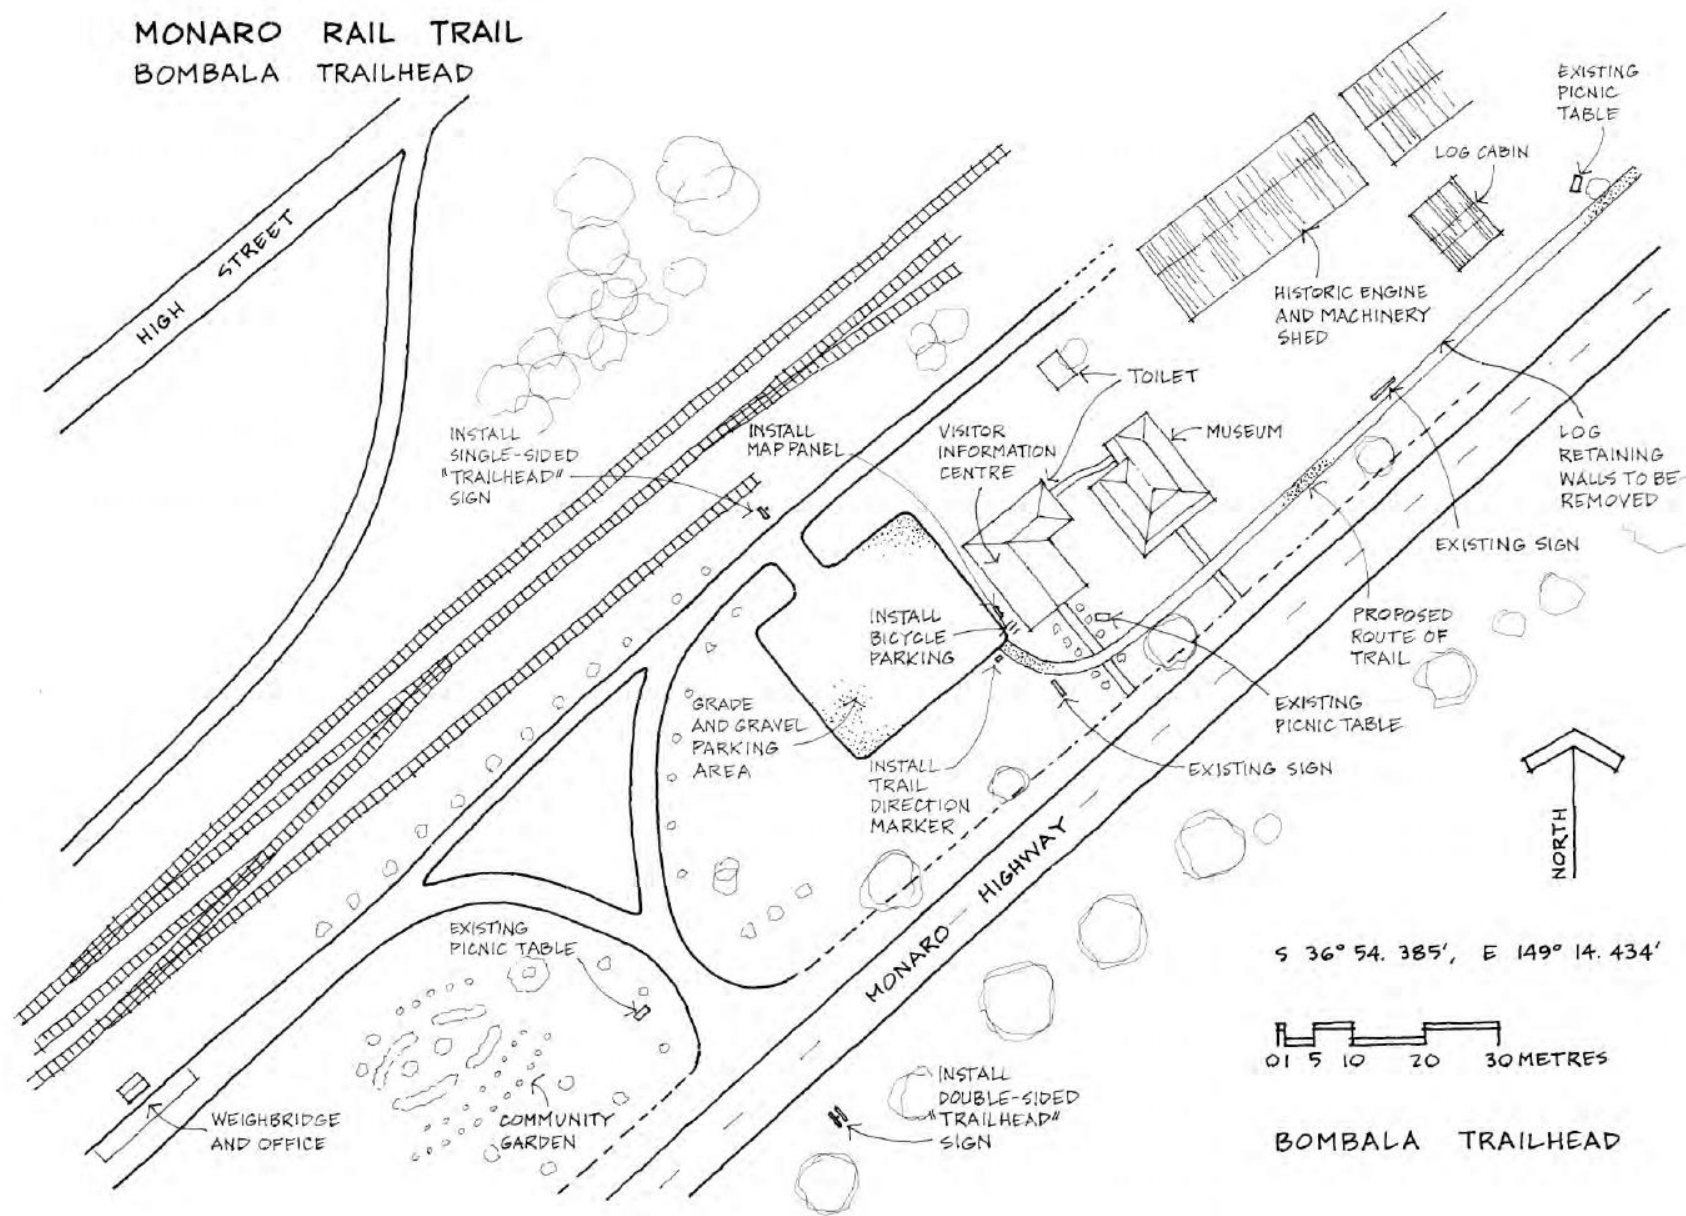 MONARO RAIL TRAIL
BOMBALA TRAILHEAD
HIGH STREET
EXISTING
PICNIC
TABLE
LOG CABIN
HISTORIC ENGINE
AND MACHINERY
SHED
TOILET
INSTALL
SINGLE-SIDED
"TRAILHEAD"
SIGN
INSTALL
MAP PANEL
VISITOR
INFORMATION
CENTRE
MUSEUM
LOG
RETAINING
WALLS TO BE
REMOVED
EXISTING SIGN
INSTALL
BICYCLE
PARKING
PROPOSED
ROUTE OF
TRAIL
GRADE
AND GRAVEL
PARKING
AREA
EXISTING
PICNIC TABLE
INSTALL
TRAIL
DIRECTION
MARKER
EXISTING SIGN
NORTH
MONARO HIGHWAY
EXISTING
PICNIC TABLE
S 36° 54. 385', E 149° 14. 434'
0 1 5 10 20 30 METRES
WEIGHBRIDGE
AND OFFICE
COMMUNITY
GARDEN
INSTALL
DOUBLE-SIDED
"TRAILHEAD"
SIGN
BOMBALA TRAILHEAD